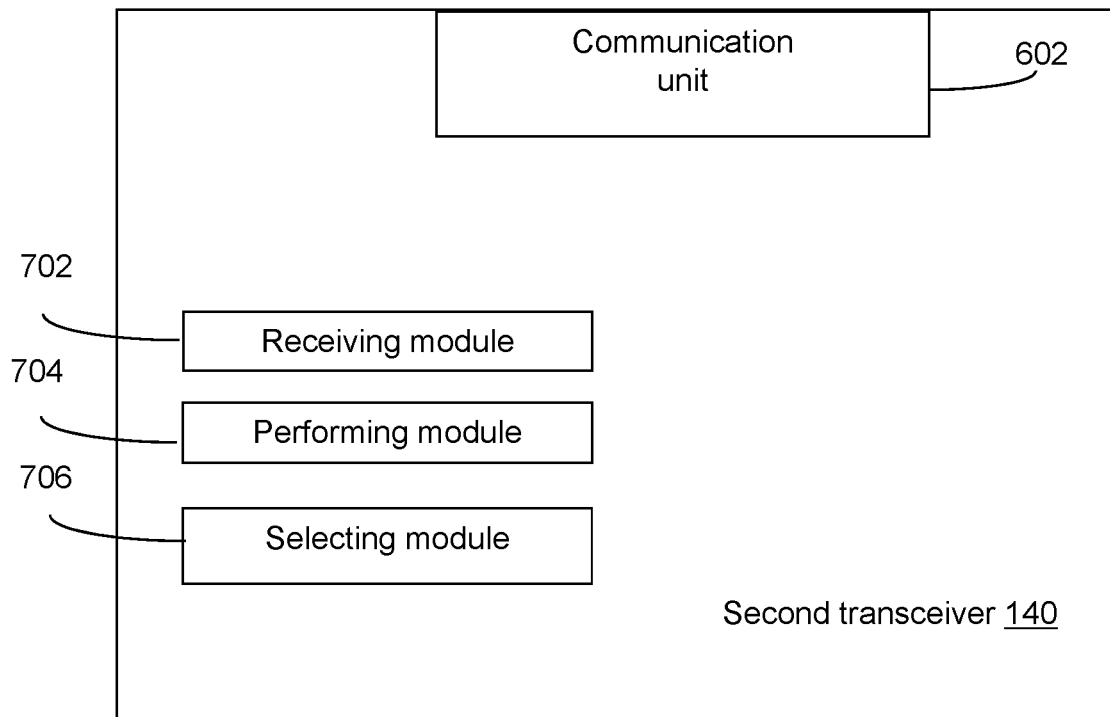 Communication
unit
602
702
Receiving module
704
Performing module
706
Selecting module
Second transceiver 140